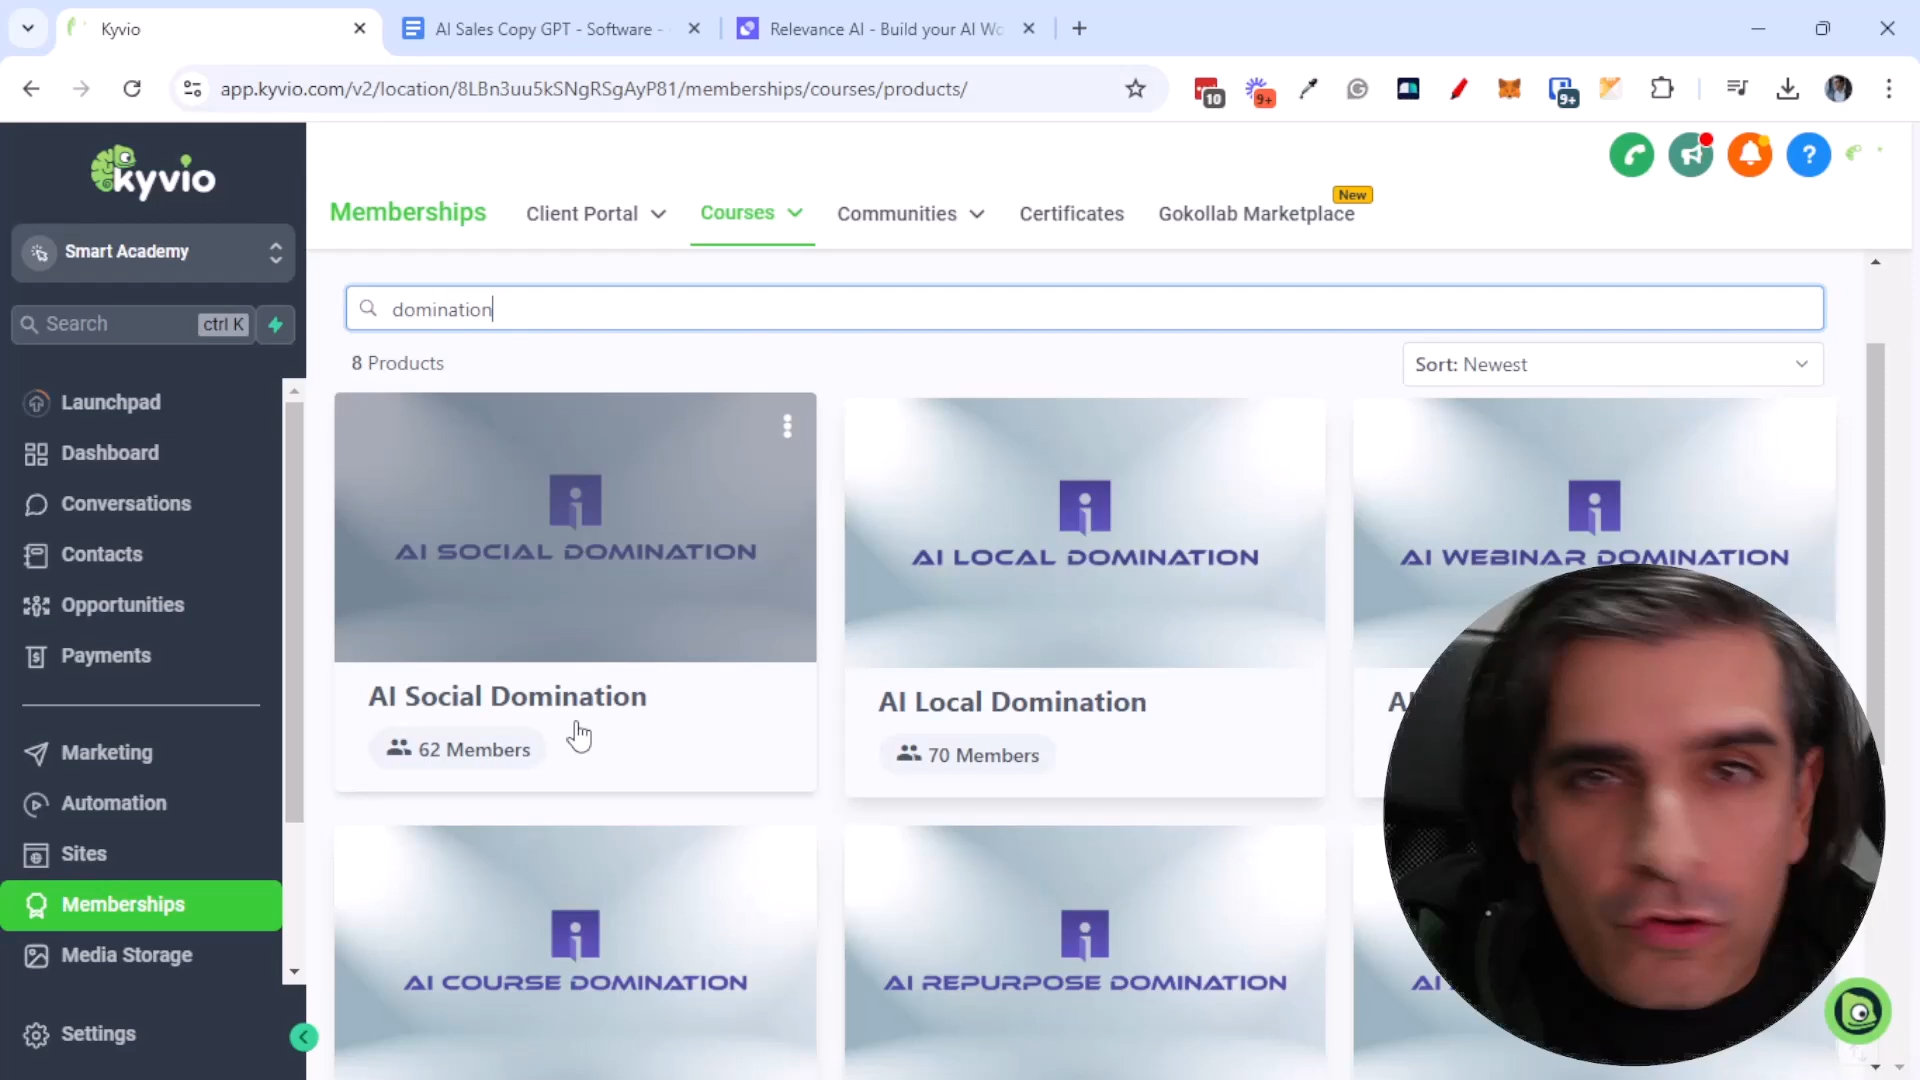 Kyvio
AI Sales Copy GPT - Software -
Relevance AI - Build your AI Wo
app.kyvio.com/v2/location/8LBn3uu5kSNgRSgAyP81/memberships/courses/products/
10
9+
9+
kyvio
Smart Academy
Search
ctrl K
Launchpad
Dashboard
Conversations
Contacts
Opportunities
Payments
Marketing
Automation
Sites
Memberships
Media Storage
Settings
Memberships
Client Portal
Courses
Communities
Certificates
Gokollab Marketplace
New
domination
8 Products
Sort: Newest
AI SOCIAL DOMINATION
AI Social Domination
62 Members
AI LOCAL DOMINATION
AI Local Domination
70 Members
AI WEBINAR DOMINATION
AI COURSE DOMINATION
AI REPURPOSE DOMINATION